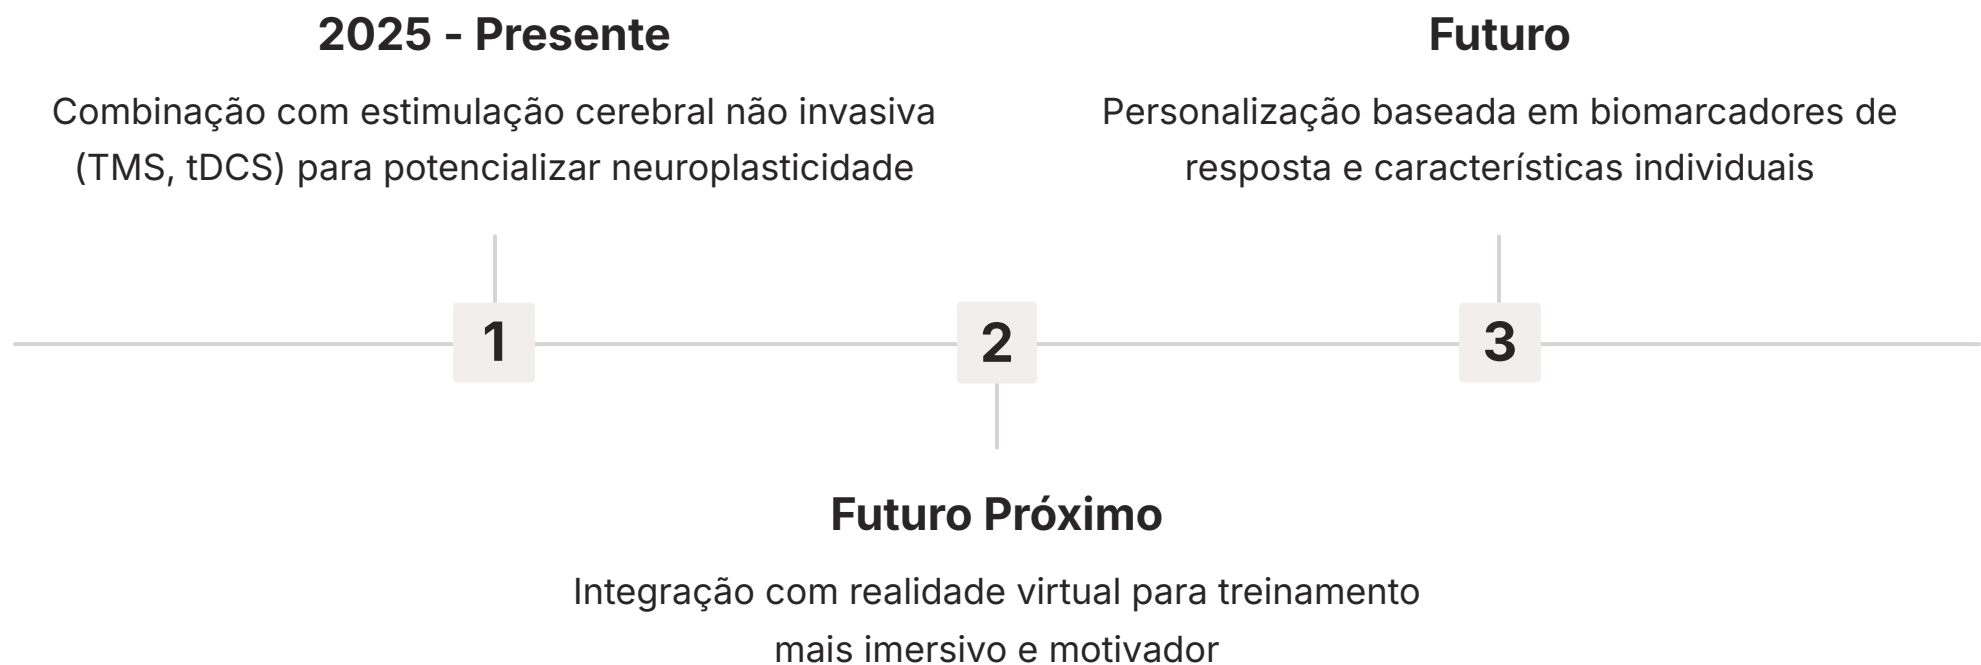 2025 - Presente
Combinação com estimulação cerebral não invasiva
(TMS, tDCS) para potencializar neuroplasticidade
Futuro
Personalização baseada em biomarcadores de
resposta e características individuais
1
2
3
Futuro Próximo
Integração com realidade virtual para treinamento
mais imersivo e motivador